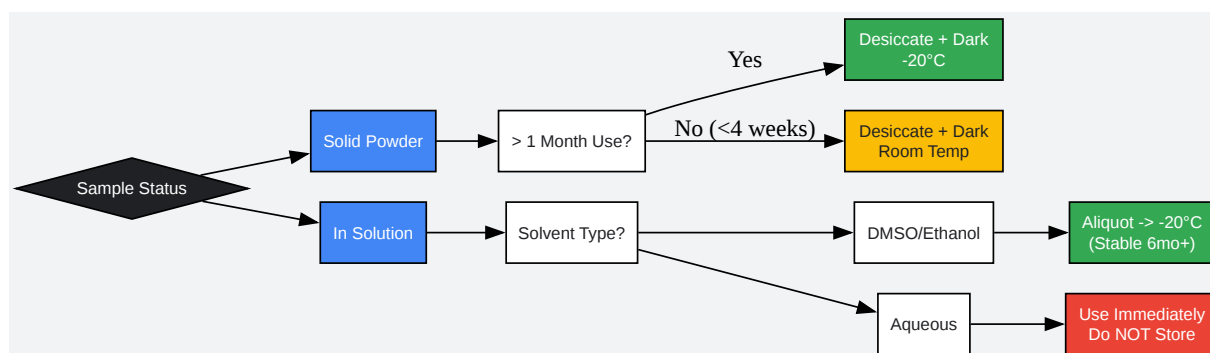 Desiccate + Dark
-20°C
Yes
Solid Powder
> 1 Month Use?
No (<4 weeks)
Desiccate + Dark
Room Temp
Sample Status
In Solution
Solvent Type?
DMSO/Ethanol
Aliquot -> -20°C
(Stable 6mo+)
Aqueous
Use Immediately
Do NOT Store